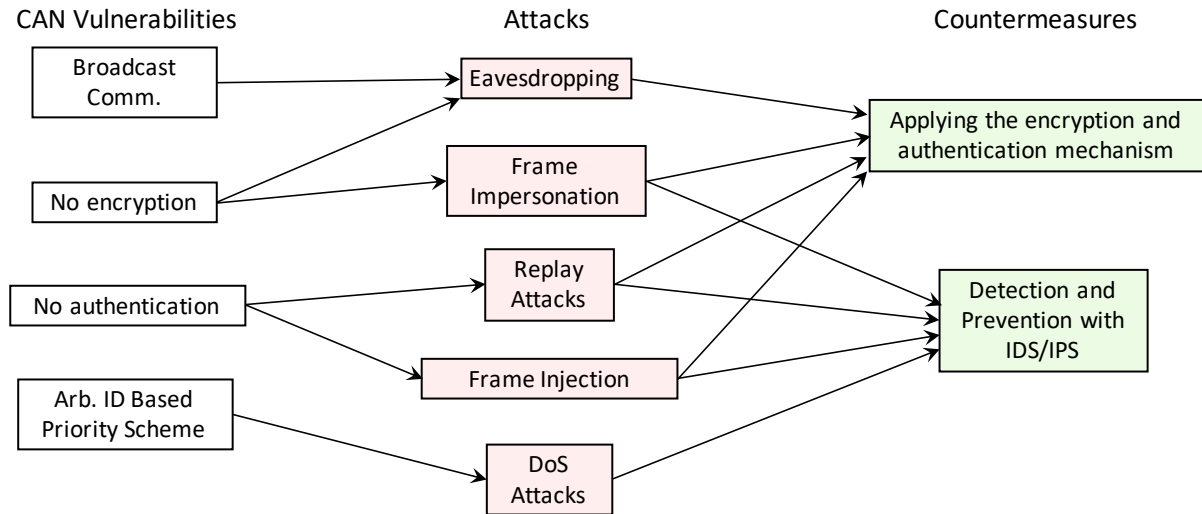 CAN Vulnerabilities
Attacks
Countermeasures
Broadcast
Comm.
No encryption
No authentication
Arb. ID Based
Priority Scheme
Eavesdropping
Frame
Impersonation
Replay
Attacks
Frame Injection
DoS
Attacks
Applying the encryption and
authentication mechanism
Detection and
Prevention with
IDS/IPS